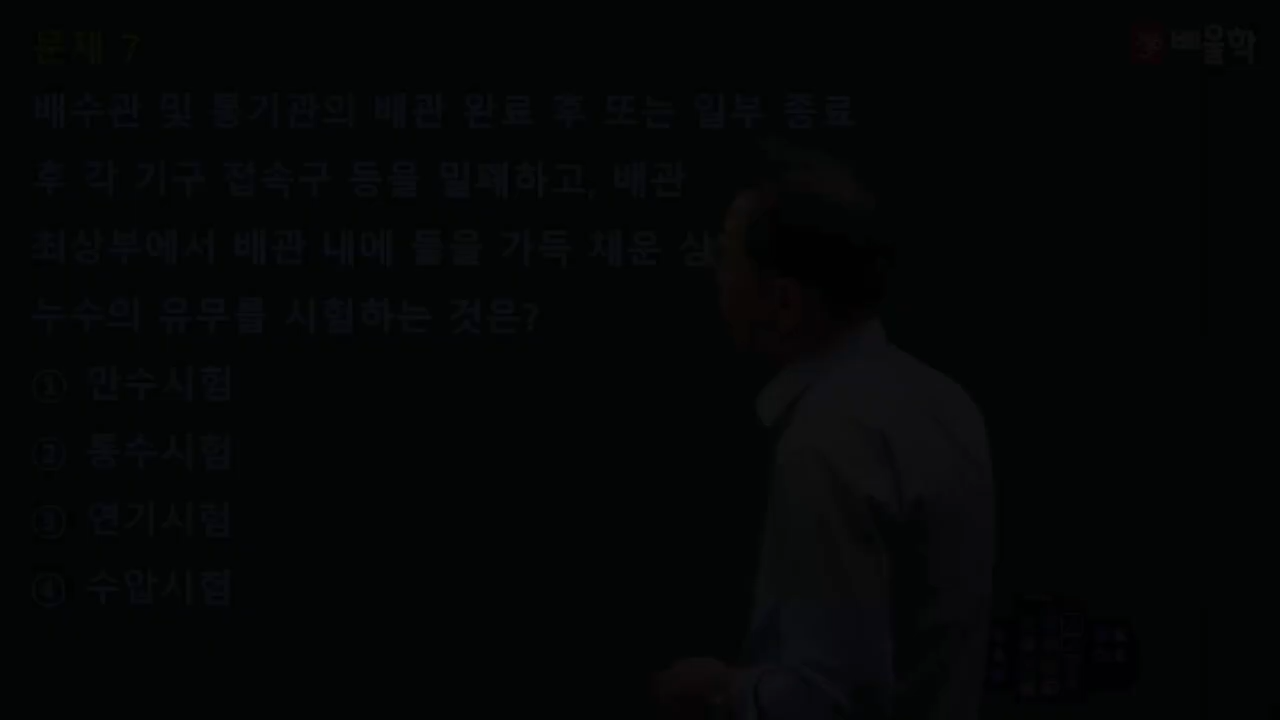 문제 7
배울학
배수관 및 통기관의 배관 완료 후 또는 일부 종료
후 각 기구 접속구 등을 밀폐하고, 배관
최상부에서 배관 내에 물을 가득 채운 상
누수의 유무를 시험하는 것은?
① 만수시험
② 통수시험
③ 연기시험
④ 수압시험